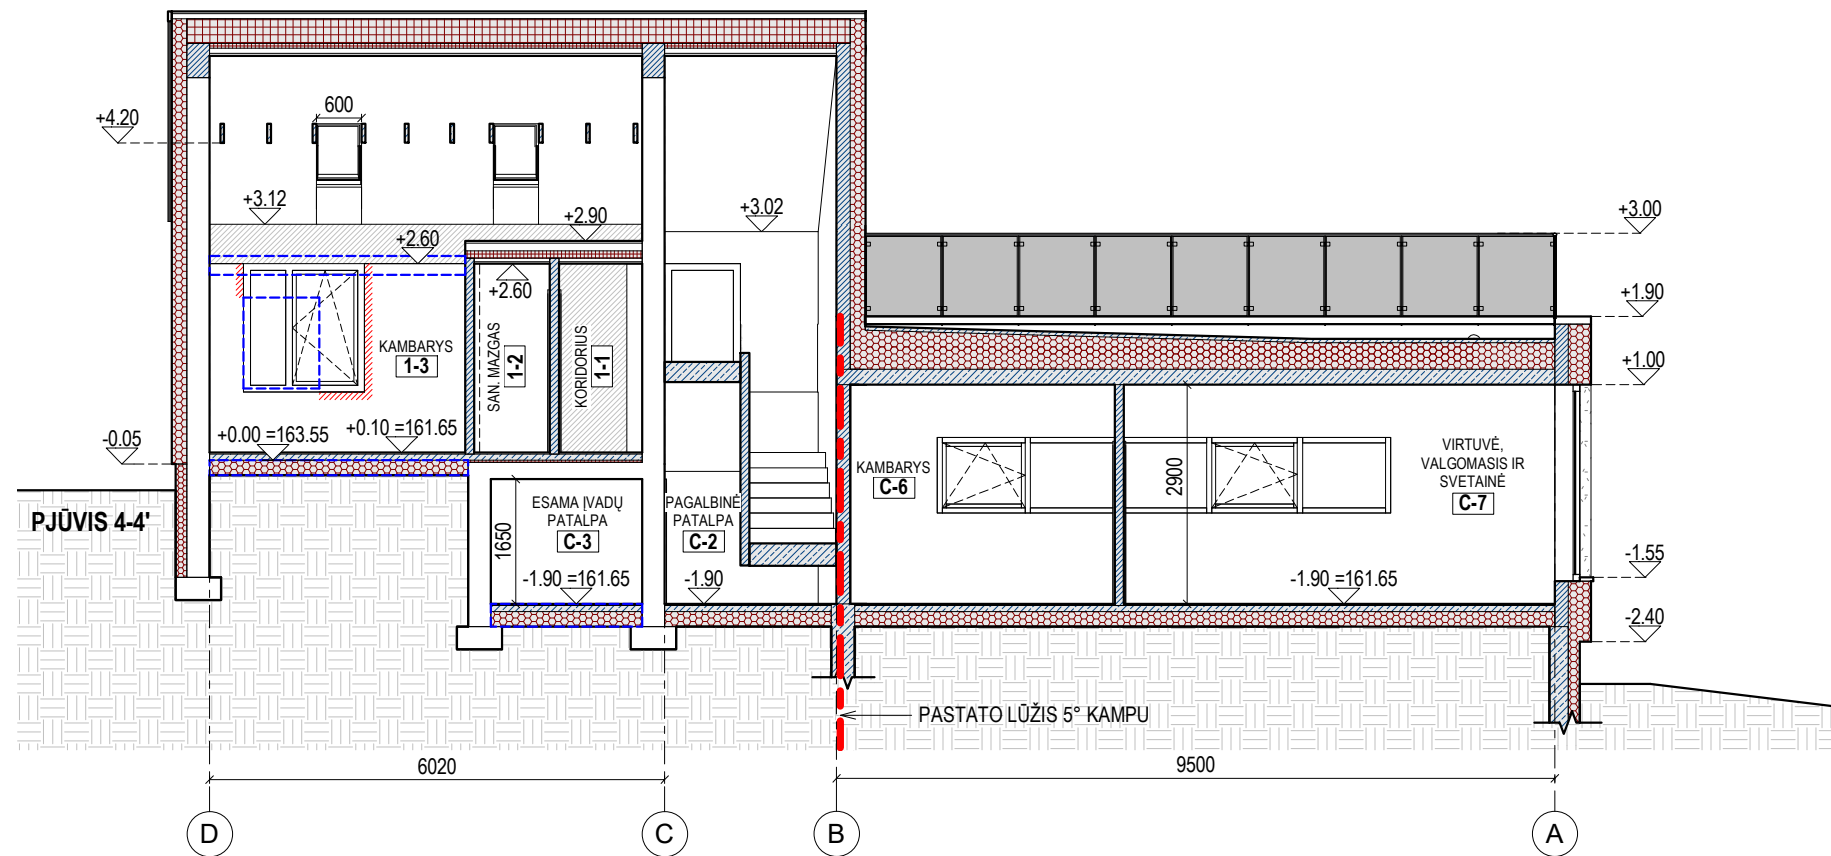 600
+4.20
+3.12
+2.90
+3.02
+3.00
+2.60
+2.60
+1.90
KAMBARYS
1-3
SAN. MAZGAS
1-2
KORIDORIUS
1-1
+1.00
-0.05
+0.00 =163.55
+0.10 =161.65
KAMBARYS
C-6
2900
VIRTUVĖ,
VALGOMASIS IR
SVETAINĖ
C-7
PJŪVIS 4-4'
1650
ESAMA ĮVADŲ
PATALPA
C-3
PAGALBINĖ
PATALPA
C-2
-1.90 =161.65
-1.90
-1.90 =161.65
-1.55
-2.40
PASTATO LŪŽIS 5° KAMPU
6020
9500
D
C
B
A